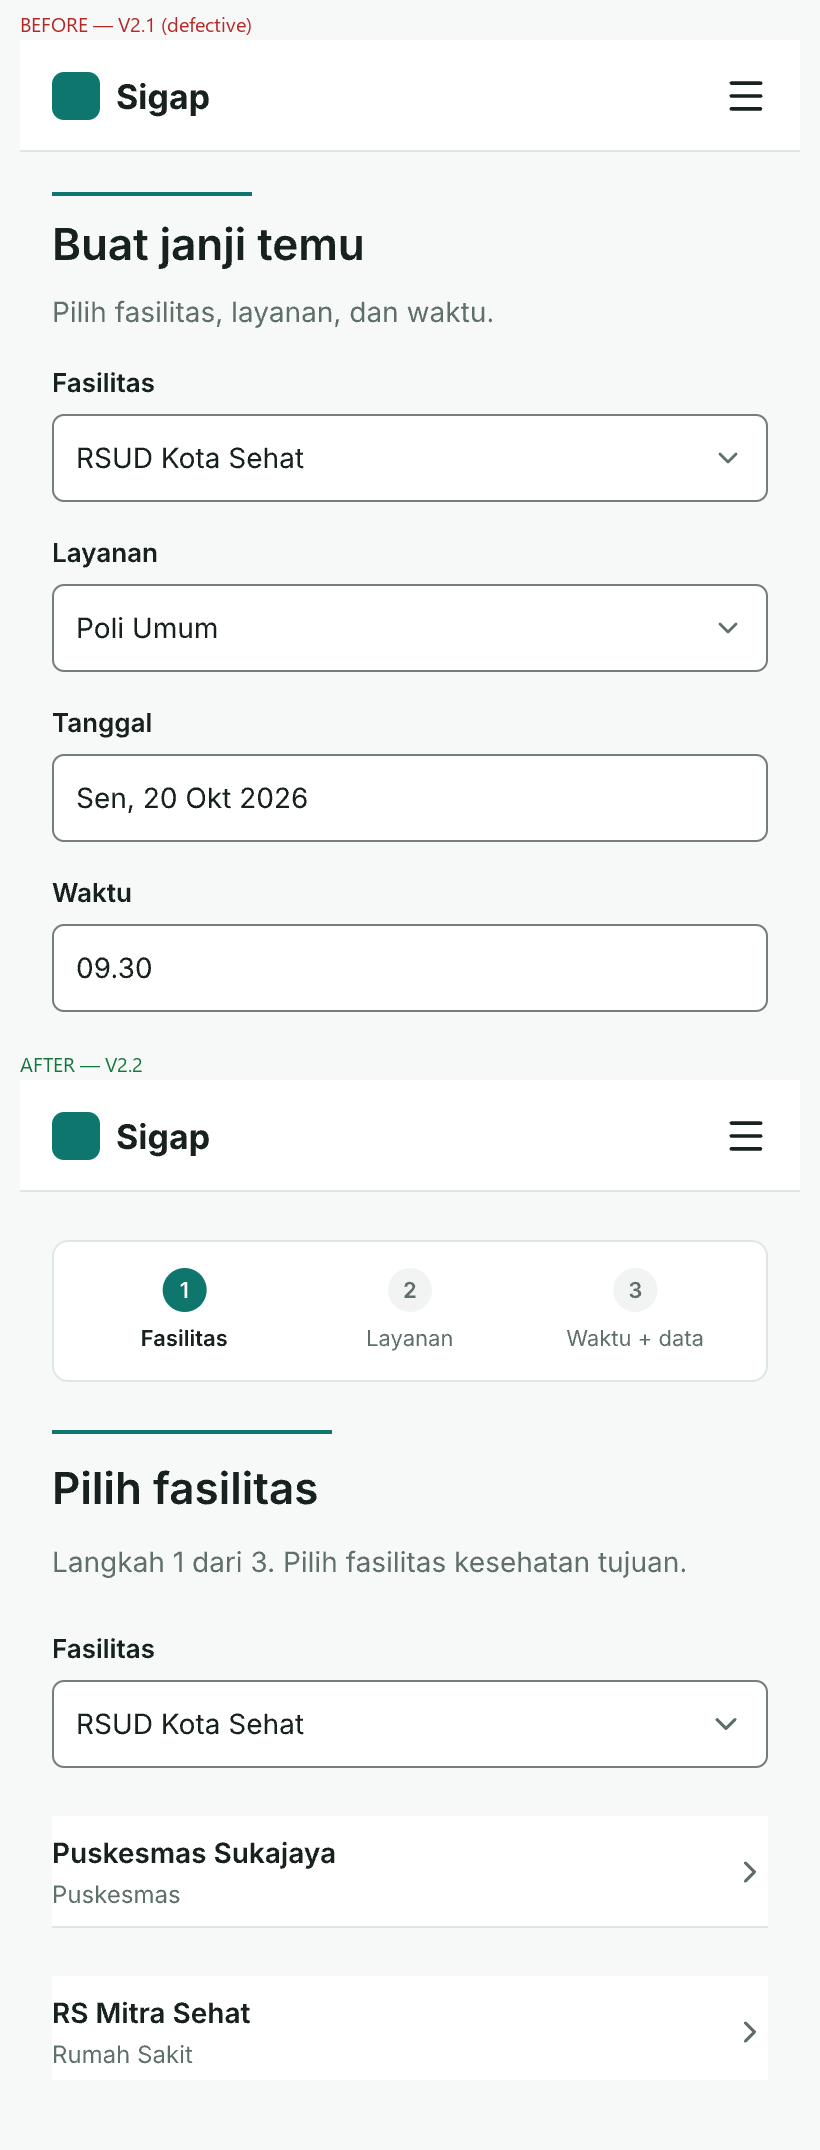 BEFORE — V2.1 (defective)
Sigap
Buat janji temu
Pilih fasilitas, layanan, dan waktu.
Fasilitas
RSUD Kota Sehat
Layanan
Poli Umum
Tanggal
Sen, 20 Okt 2026
Waktu
09.30
AFTER — V2.2
Sigap
1 2 3
Fasilitas Layanan Waktu + data
Pilih fasilitas
Langkah 1 dari 3. Pilih fasilitas kesehatan tujuan.
Fasilitas
RSUD Kota Sehat
Puskesmas Sukajaya
Puskesmas
RS Mitra Sehat
Rumah Sakit